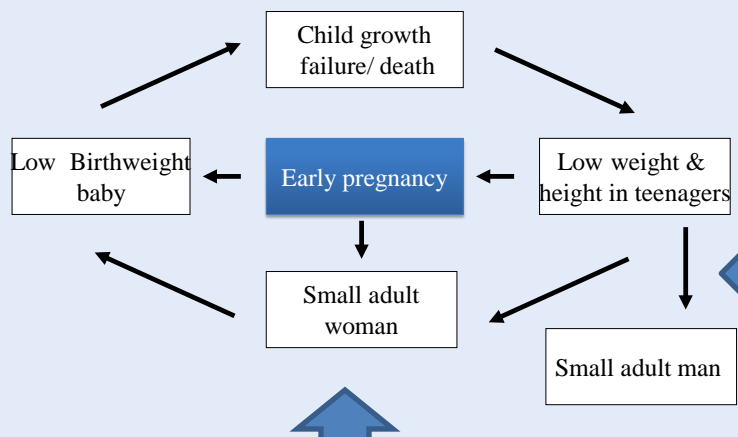 Child growth
failure/ death
Low Birthweight
baby
Early pregnancy
Low weight &
height in teenagers
Small adult
woman
Small adult man